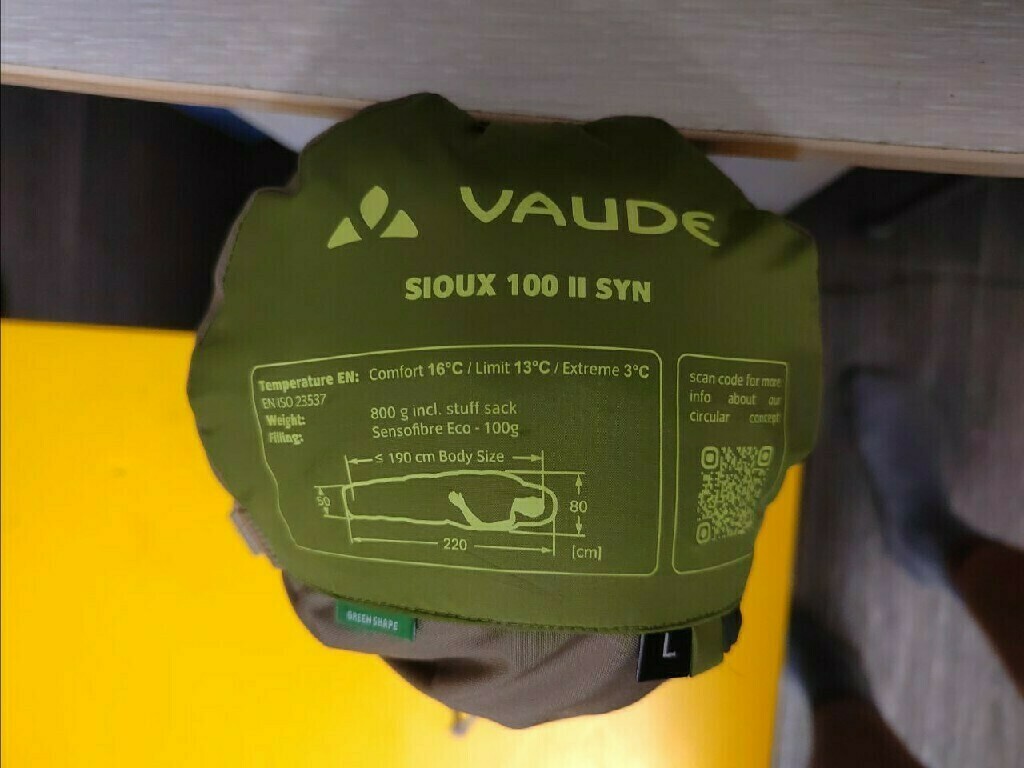 VAUDE
SIOUX 100 II SYN
Temperature EN: Comfort 16°C / Limit 13°C / Extreme 3°C
EN ISO 23537
Weight: 800 g incl. stuff sack
Filling: Sensofibre Eco - 100g
≤ 190 cm Body Size
50
80
220
[cm]
scan code for more
info about our
circular concept
GREEN SHAPE
L